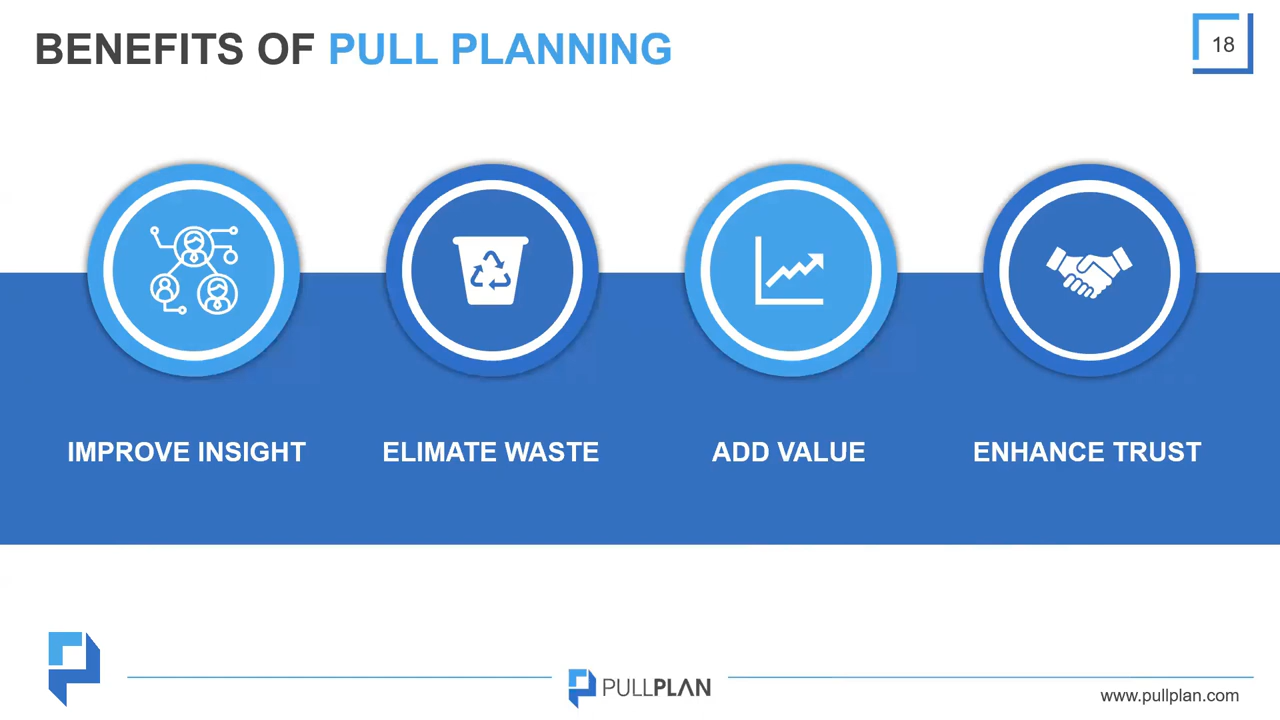 BENEFITS OF PULL PLANNING
18
IMPROVE INSIGHT
ELIMATE WASTE
ADD VALUE
ENHANCE TRUST
PULLPLAN
www.pullplan.com